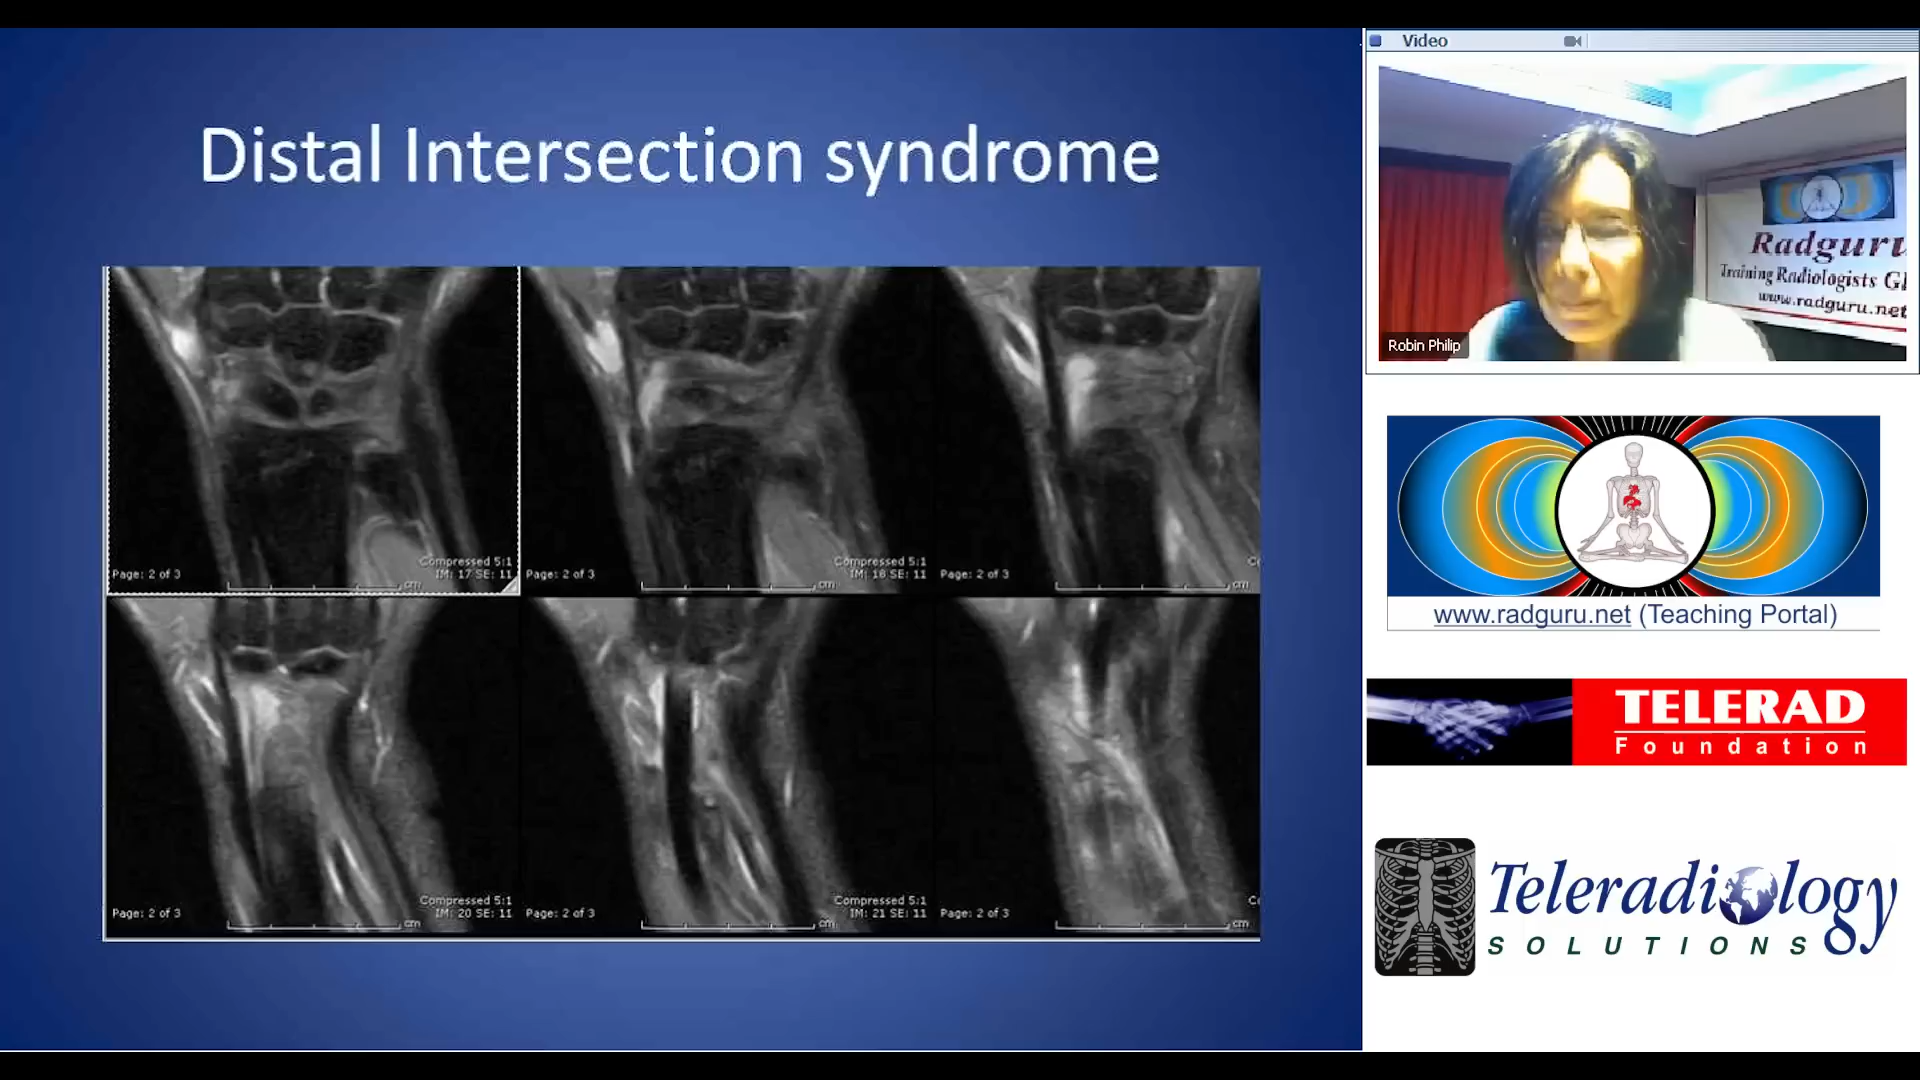 Distal Intersection syndrome
Page: 2 of 3
Compressed 5:1
IM: 17 SE: 11
cm
Page: 2 of 3
Compressed 5:1
IM: 18 SE: 11
cm
Page: 2 of 3
cm
Page: 2 of 3
Compressed 5:1
IM: 20 SE: 11
cm
Page: 2 of 3
Compressed 5:1
IM: 21 SE: 11
cm
Page: 2 of 3
cm
Video
Radguru
Training Radiologists Gl
www.radguru.net
Robin Philip
www.radguru.net (Teaching Portal)
TELERAD
Foundation
Teleradiology
SOLUTIONS